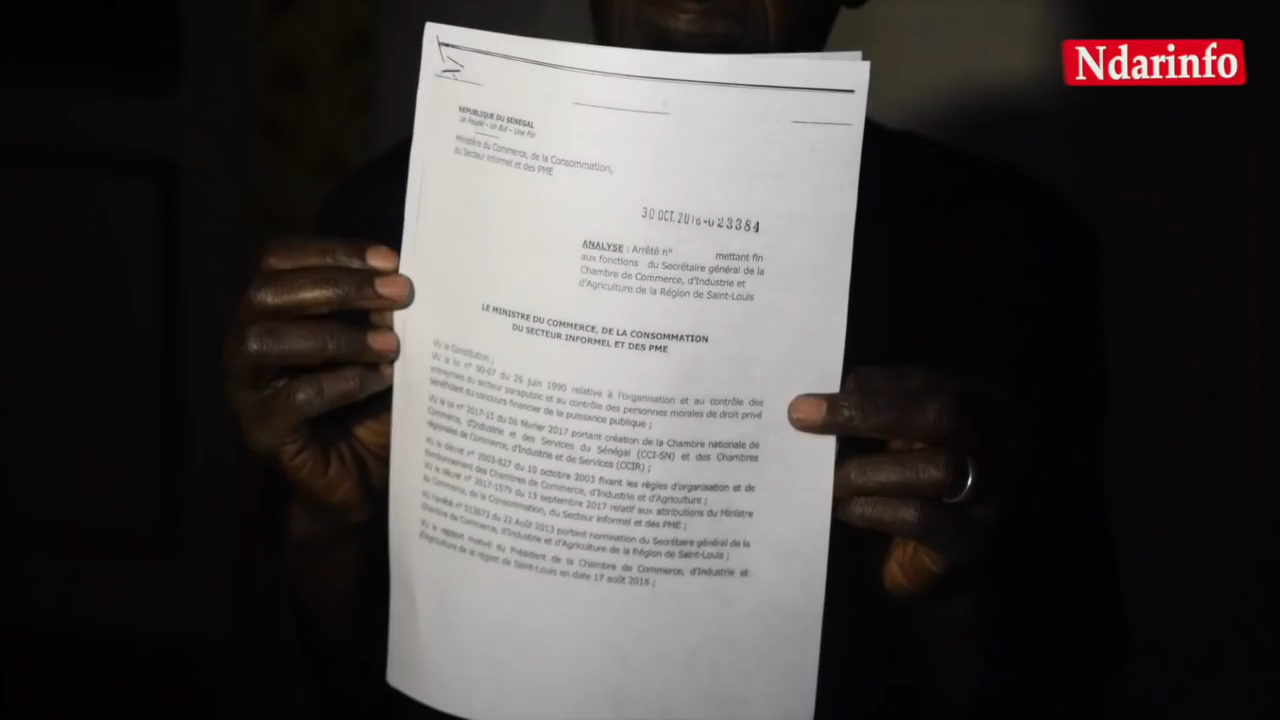 Ndarinfo
REPUBLIQUE DU SENEGAL
Un Peuple – Un But – Une Foi
Ministère du Commerce, de la Consommation,
du Secteur informel et des PME
30 OCT. 2018 * 023384
ANALYSE : Arrêté n° mettant fin
aux fonctions du Secrétaire général de la
Chambre de Commerce, d'Industrie et
d'Agriculture de la Région de Saint-Louis
LE MINISTRE DU COMMERCE, DE LA CONSOMMATION
DU SECTEUR INFORMEL ET DES PME
VU la Constitution ;
VU la loi n° 90-07 du 26 juin 1990 relative à l'organisation et au contrôle des
entreprises du secteur parapublic et au contrôle des personnes morales de droit privé
bénéficiant du concours financier de la puissance publique ;
VU la loi n° 2017-15 du 06 février 2017 portant création de la Chambre nationale de
Commerce, d'Industrie et des Services du Sénégal (CCI-SN) et des Chambres
régionales de Commerce, d'Industrie et de Services (CCIR) ;
VU le décret n° 2003-827 du 10 octobre 2003 fixant les règles d'organisation et de
fonctionnement des Chambres de Commerce, d'Industrie et d'Agriculture ;
VU le décret n° 2017-1579 du 13 septembre 2017 relatif aux attributions du Ministre
du Commerce, de la Consommation, du Secteur informel et des PME ;
VU l'arrêté n° 013673 du 22 Août 2013 portant nomination du Secrétaire général de la
Chambre de Commerce, d'Industrie et d'Agriculture de la Région de Saint-Louis ;
VU le rapport motivé du Président de la Chambre de Commerce, d'Industrie et
d'Agriculture de la région de Saint-Louis en date 17 août 2018 ;